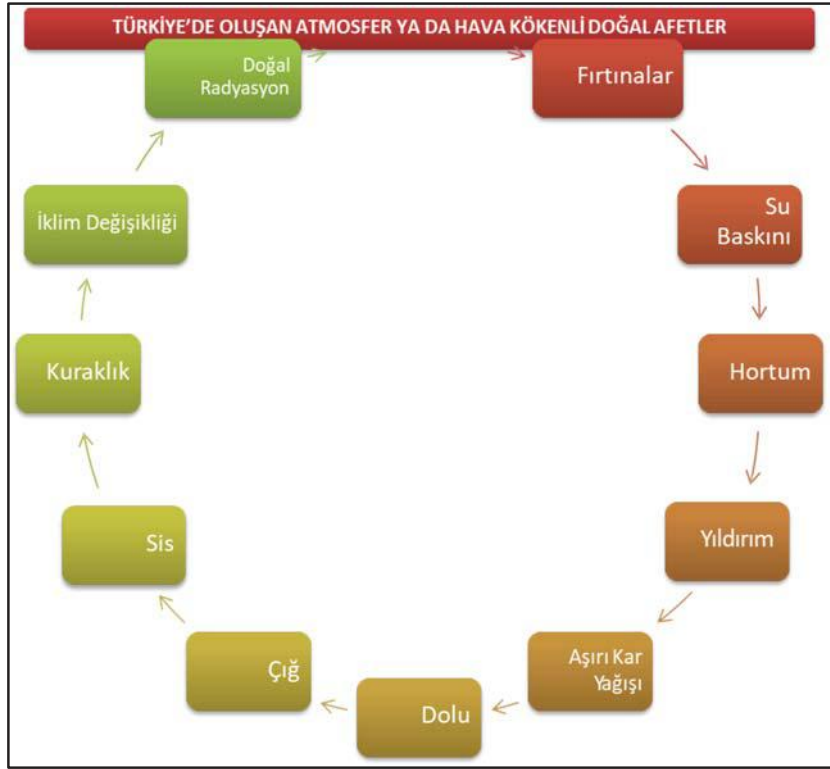 TÜRKİYE'DE OLUŞAN ATMOSFER YA DA HAVA KÖKENLİ DOĞAL AFETLER
Fırtınalar
Su
Baskını
Hortum
Yıldırım
Aşırı Kar
Yağışı
Dolu
Çığ
Sis
Kuraklık
İklim Değişikliği
Doğal
Radyasyon